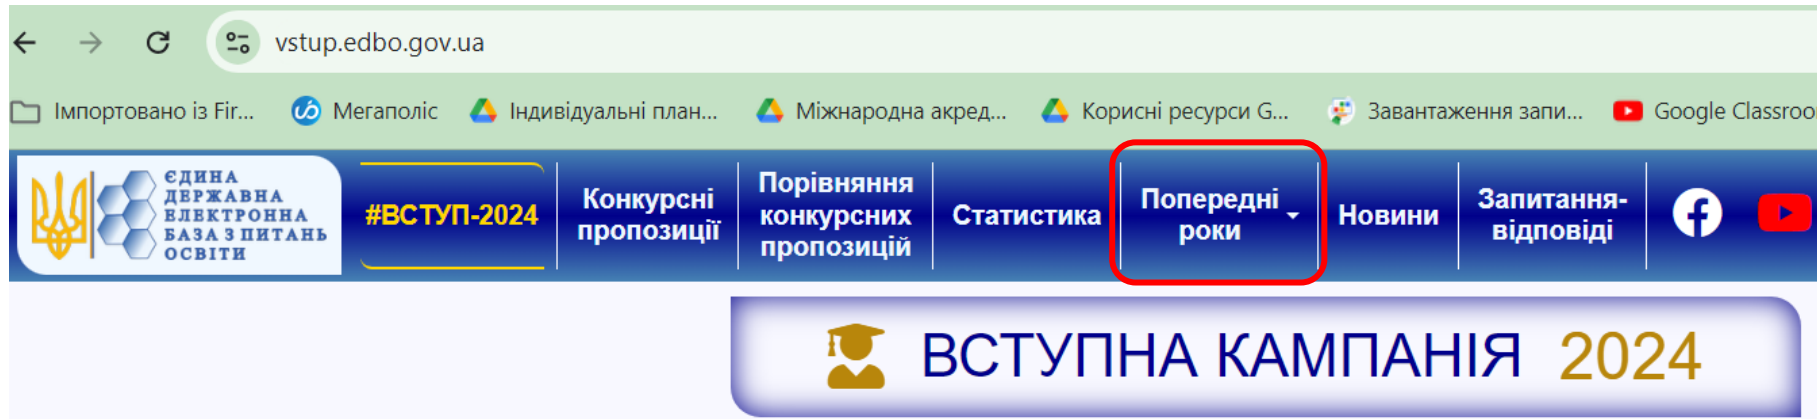 vstup.edbo.gov.ua
Імпортовано із Fir... Мегаполіс Індивідуальні план... Міжнародна акред... Корисні ресурси G... Завантаження запи... Google Classroo
ЄДИНА
ДЕРЖАВНА
ЕЛЕКТРОННА
БАЗА З ПИТАНЬ
ОСВІТИ
#ВСТУП-2024
Конкурсні
пропозиції
Порівняння
конкурсних
пропозицій
Статистика
Попередні
роки
Новини
Запитання-
відповіді
ВСТУПНА КАМПАНІЯ 2024